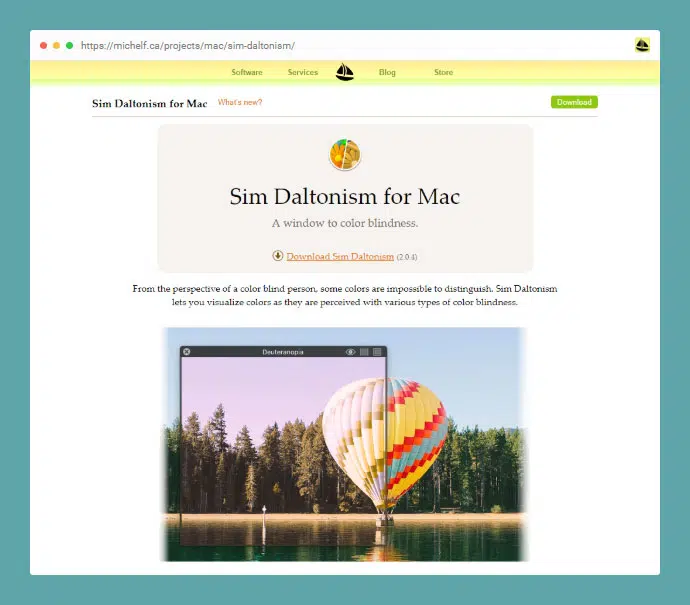 https://michelf.ca/projects/mac/sim-daltonism/
Software Services Blog Store
Sim Daltonism for Mac What's new? Download
Sim Daltonism for Mac
A window to color blindness.
Download Sim Daltonism (2.0.4)
From the perspective of a color blind person, some colors are impossible to distinguish. Sim Daltonism
lets you visualize colors as they are perceived with various types of color blindness.
Deuteranopia